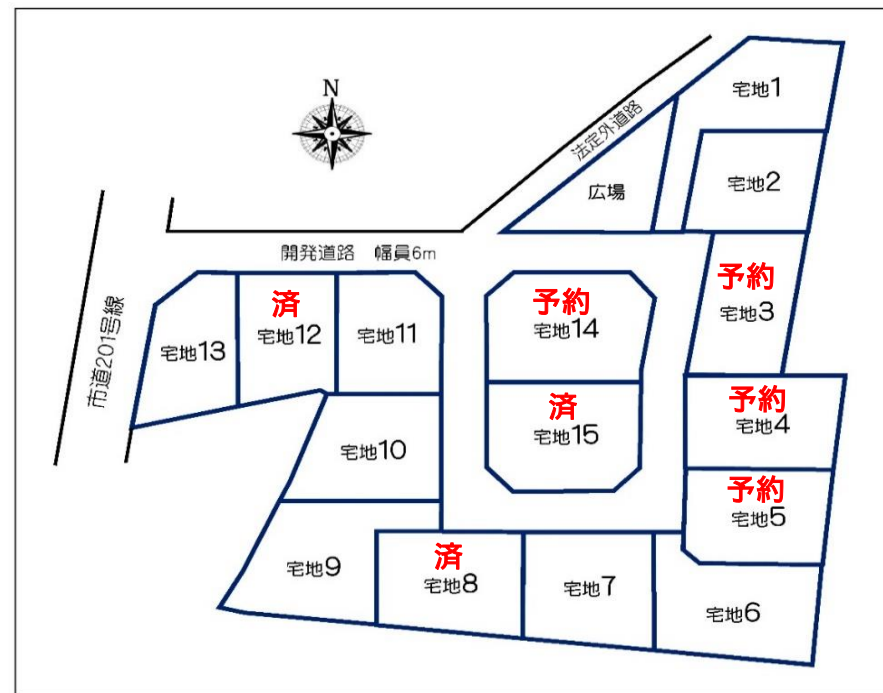 N
宅地1
法定外道路
宅地2
広場
開発道路　幅員6m
予約
宅地3
市道201号線
宅地13
済
宅地12
宅地11
予約
宅地14
予約
宅地4
済
宅地15
宅地10
予約
宅地5
宅地9
済
宅地8
宅地7
宅地6